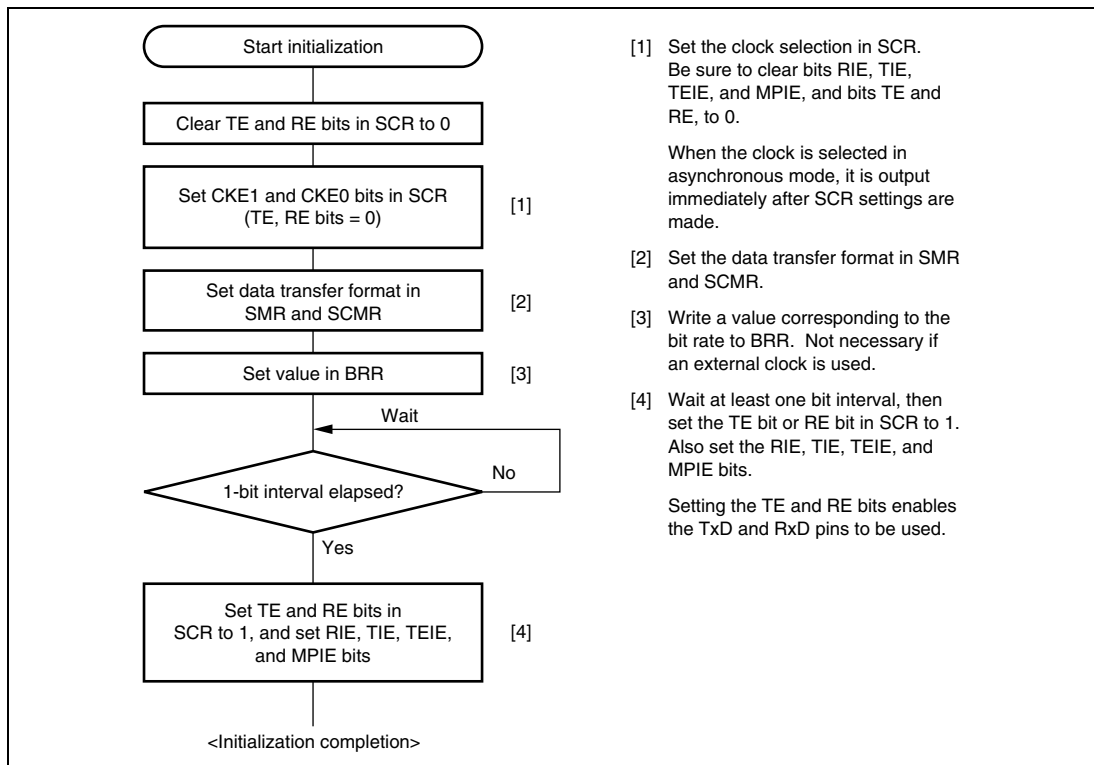 Start initialization
Clear TE and RE bits in SCR to 0
Set CKE1 and CKE0 bits in SCR
(TE, RE bits = 0)
[1]
Set data transfer format in
SMR and SCMR
[2]
Set value in BRR
[3]
Wait
1-bit interval elapsed?
No
Yes
Set TE and RE bits in
SCR to 1, and set RIE, TIE, TEIE,
and MPIE bits
[4]
<Initialization completion>
[1] Set the clock selection in SCR.
Be sure to clear bits RIE, TIE,
TEIE, and MPIE, and bits TE and
RE, to 0.
When the clock is selected in
asynchronous mode, it is output
immediately after SCR settings are
made.
[2] Set the data transfer format in SMR
and SCMR.
[3] Write a value corresponding to the
bit rate to BRR. Not necessary if
an external clock is used.
[4] Wait at least one bit interval, then
set the TE bit or RE bit in SCR to 1.
Also set the RIE, TIE, TEIE, and
MPIE bits.
Setting the TE and RE bits enables
the TxD and RxD pins to be used.